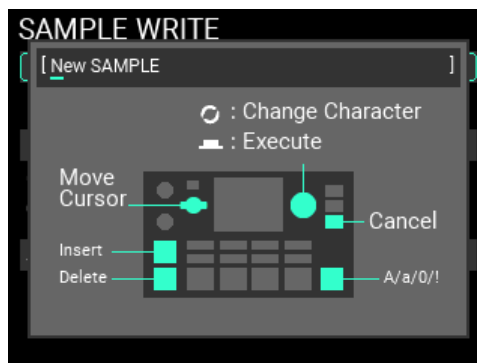 SAMPLE WRITE
[ New SAMPLE ]
: Change Character
: Execute
Move
Cursor
Cancel
Insert
Delete
A/a/0/!